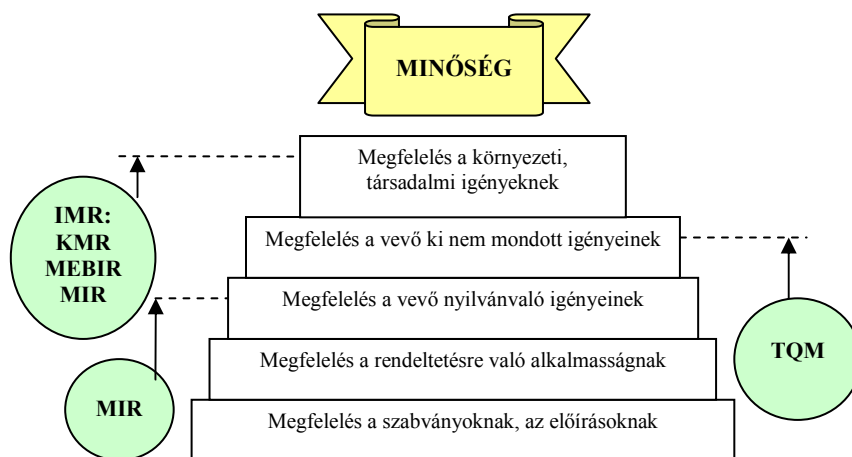 MINŐSÉG
Megfelelés a környezeti,
társadalmi igényeknek
IMR:
KMR
MEBIR
MIR
Megfelelés a vevő ki nem mondott igényeinek
Megfelelés a vevő nyilvánvaló igényeinek
TQM
Megfelelés a rendeltetésre való alkalmasságnak
MIR
Megfelelés a szabványoknak, az előírásoknak